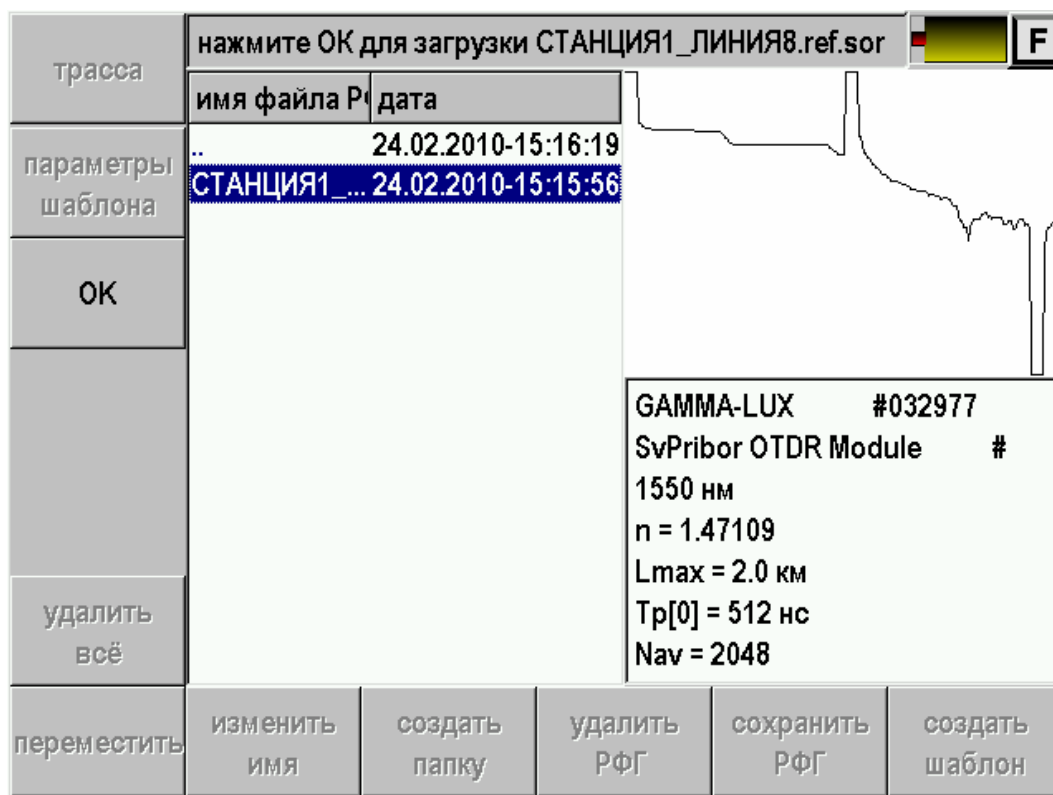 трасса
нажмите ОК для загрузки СТАНЦИЯ1_ЛИНИЯ8.ref.sor
F
имя файла Р
дата
параметры
шаблона
..
24.02.2010-15:16:19
СТАНЦИЯ1_... 24.02.2010-15:15:56
ОК
GAMMA-LUX #032977
SvPribor OTDR Module #
1550 нм
n = 1.47109
Lmax = 2.0 км
Tp[0] = 512 нс
Nav = 2048
удалить
всё
переместить
изменить
имя
создать
папку
удалить
РФГ
сохранить
РФГ
создать
шаблон